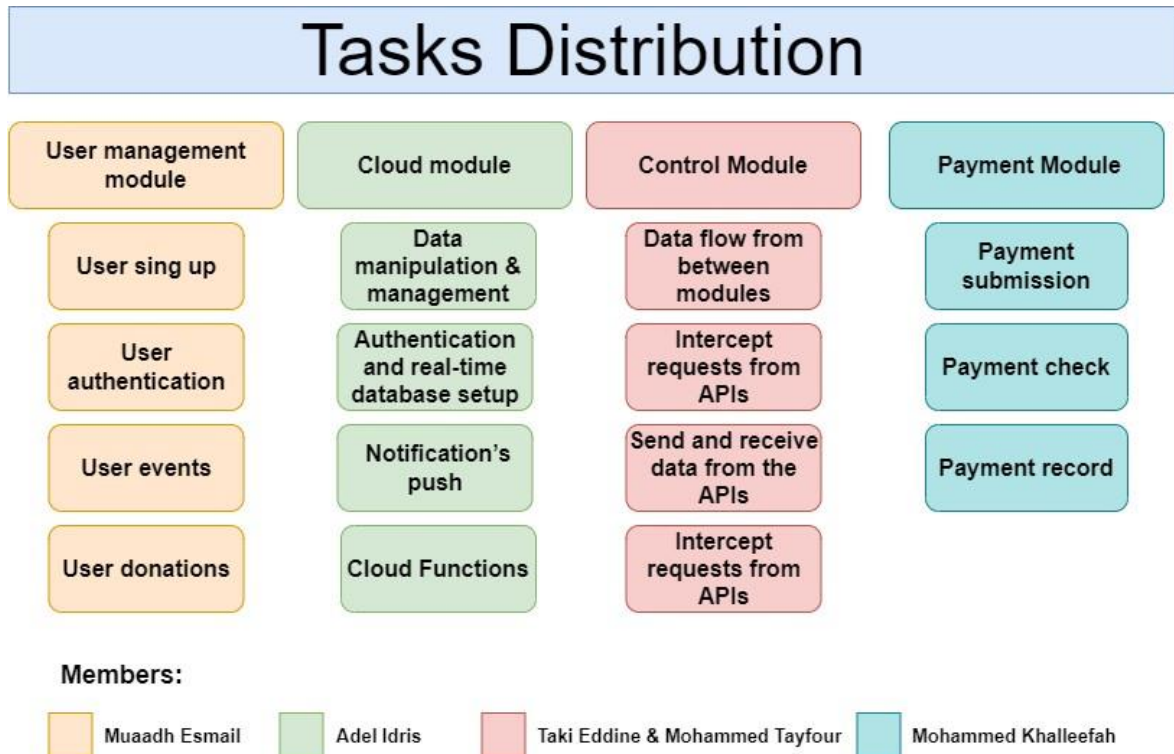 Tasks Distribution
User management
module
User sing up
User
authentication
User events
User donations
Cloud module
Data
manipulation &
management
Authentication
and real-time
database setup
Notification's
push
Cloud Functions
Control Module
Data flow from
between
modules
Intercept
requests from
APIs
Send and receive
data from the
APIs
Intercept
requests from
APIs
Payment Module
Payment
submission
Payment check
Payment record
Members:
Muaadh Esmail
Adel Idris
Taki Eddine & Mohammed Tayfour
Mohammed Khalleefah